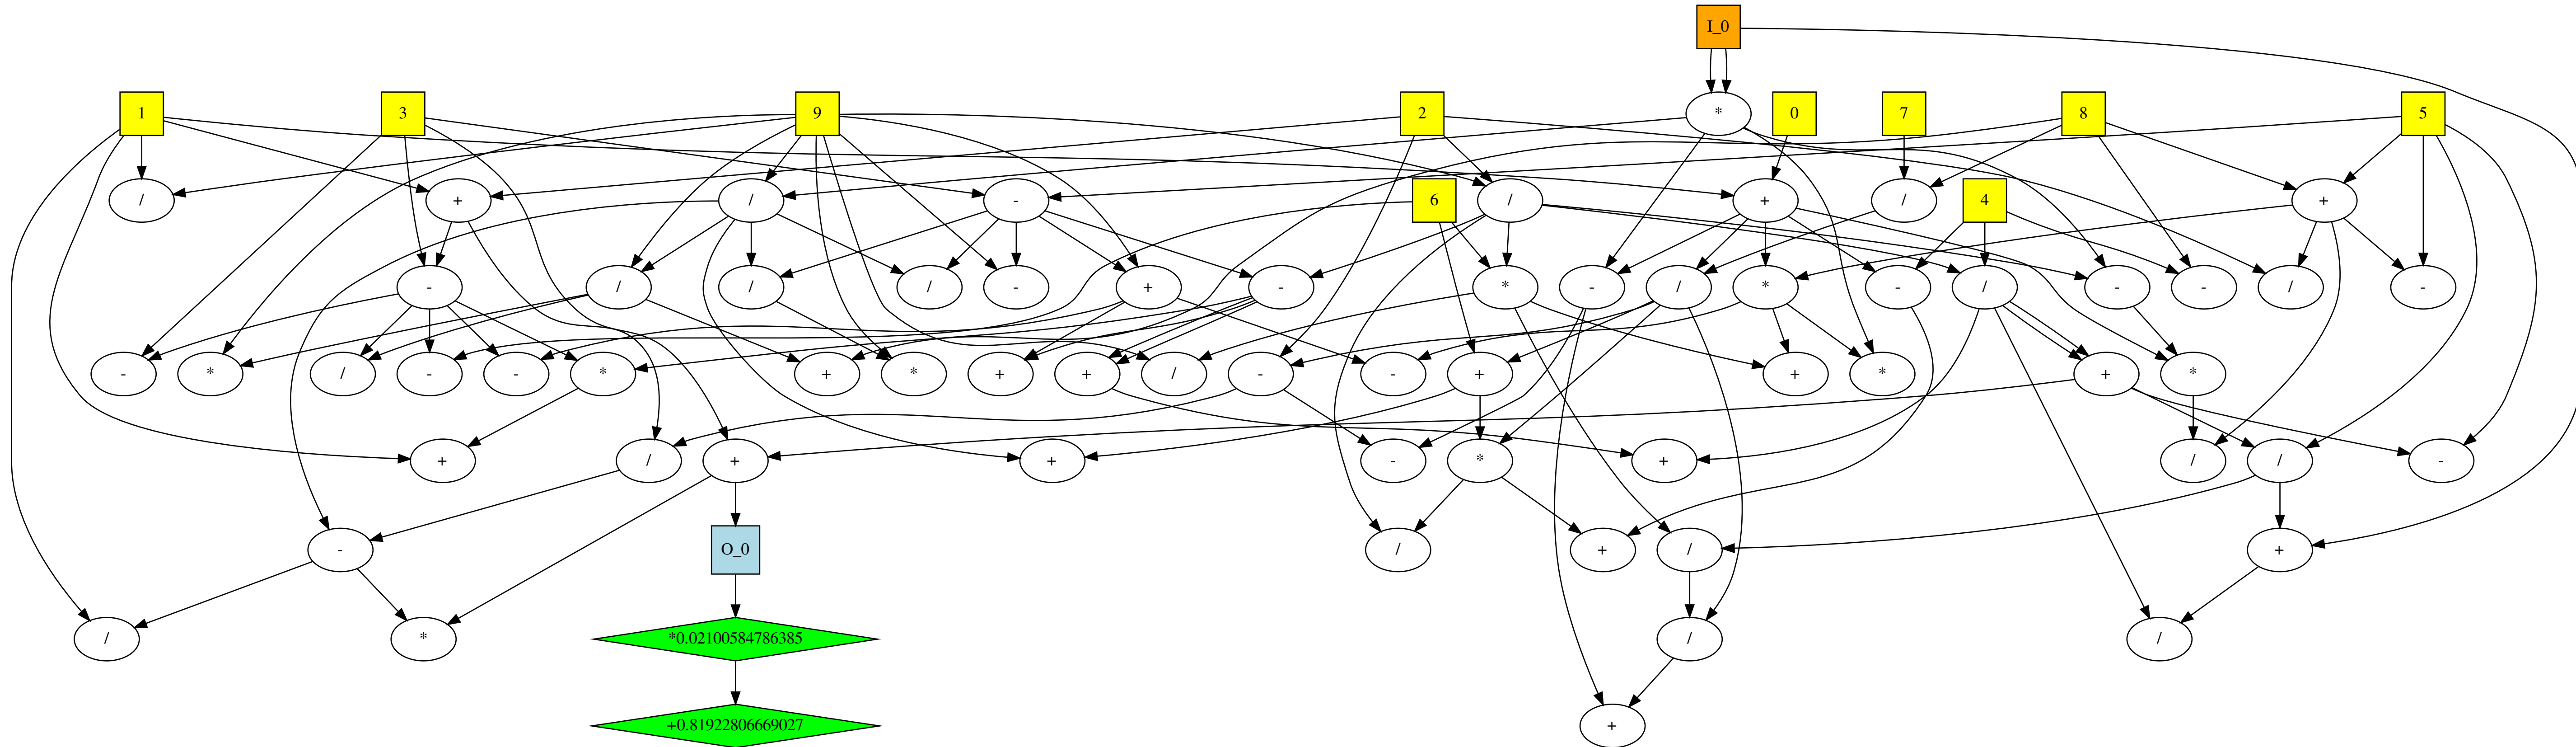 I_0
1 3 9 2 * 0 7 8 5
/ + / - 6 / + / 4 +
- / / / - + - * - / * - / - - / -
- * / - - * + * + + / - - + + * + *
+ / + + - * + / / -
- O_0 / + / +
/ * *0.02100584786385 / /
+0.81922806669027 +